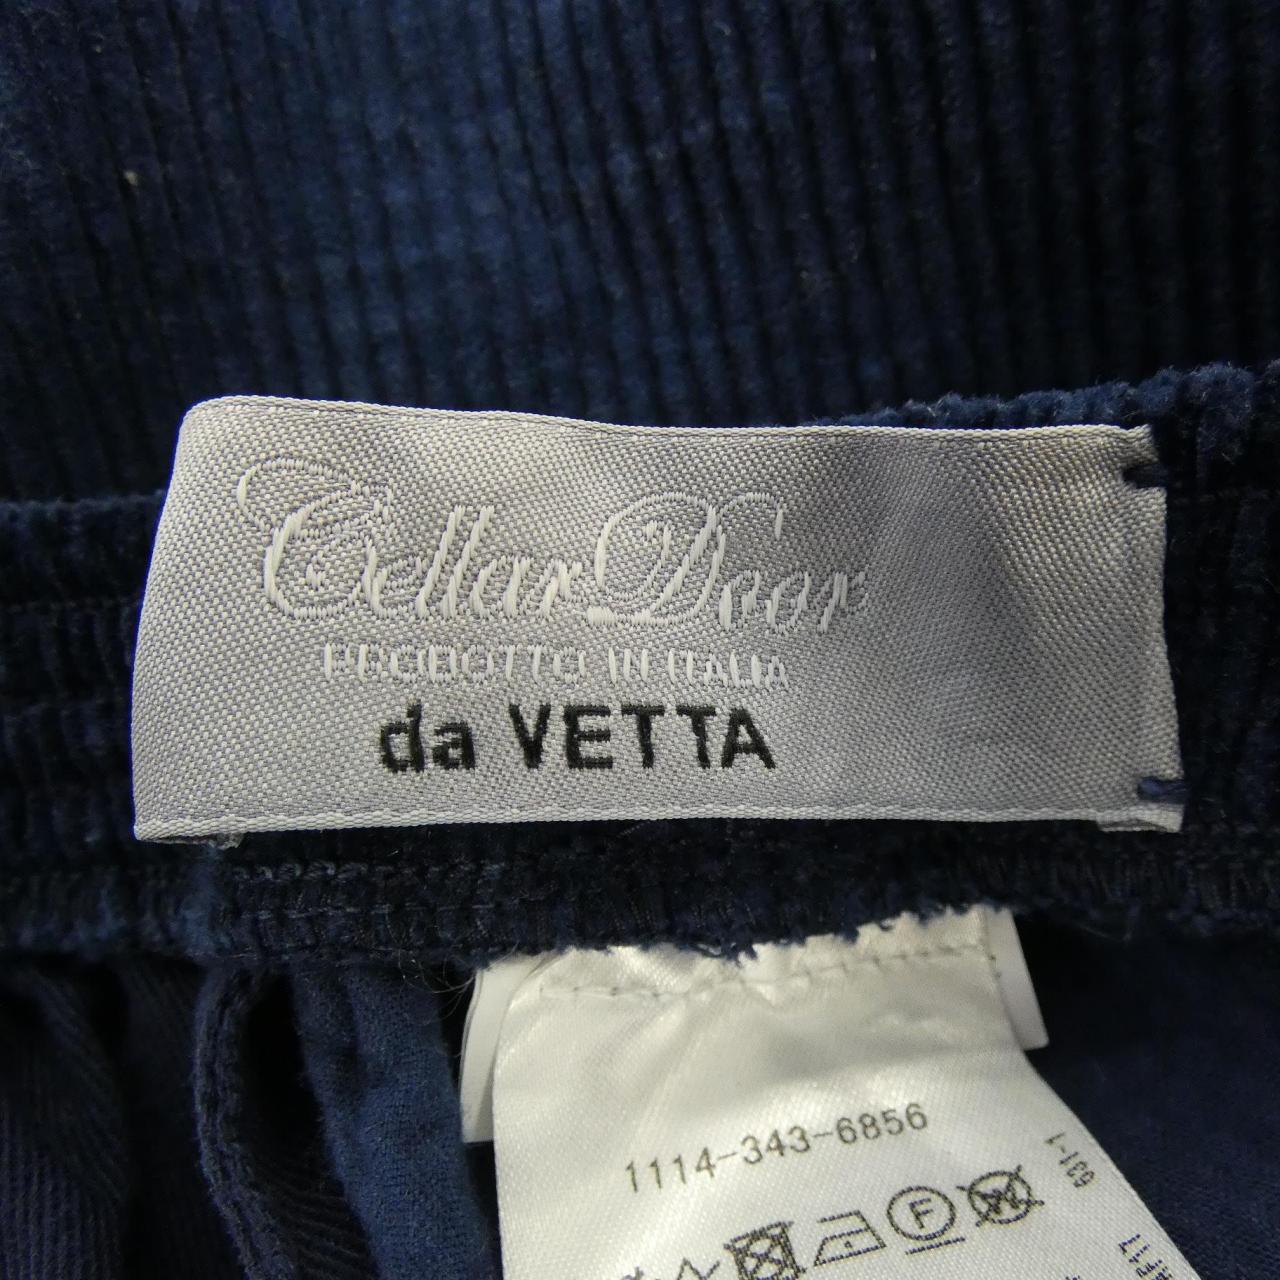 Cellar Door
PRODOTTO IN ITALIA
da VETTA
1114-343-6856
F
W